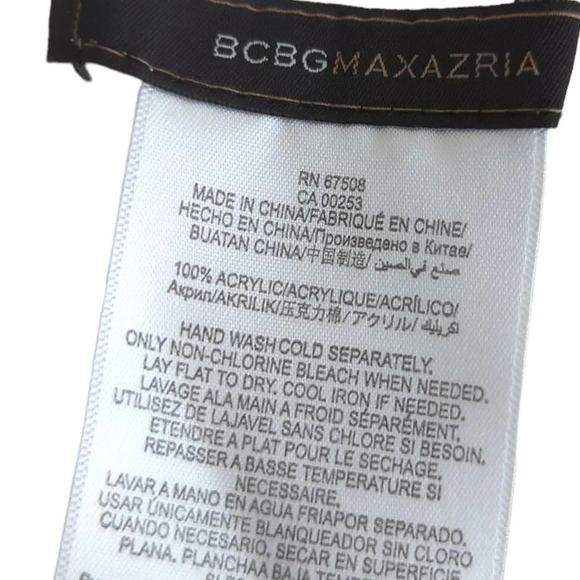 BCBGMAXAZRIA
RN 67508
CA 00253
MADE IN CHINA/FABRIQUÉ EN CHINE/
HECHO EN CHINA/Произведено в Китае/
BUATAN CHINA/中国制造/ صنع في الصين
100% ACRYLIC/ACRYLIQUE/ACRÍLICO/
Акрил/AKRILIK/压克力棉/アクリル/ اكريليك
HAND WASH COLD SEPARATELY.
ONLY NON-CHLORINE BLEACH WHEN NEEDED.
LAY FLAT TO DRY. COOL IRON IF NEEDED.
LAVAGE ALA MAIN A FROID SÉPARÉMENT.
UTILISEZ DE LAJAVEL SANS CHLORE SI BESOIN.
ETENDRE A PLAT POUR LE SECHAGE.
REPASSER A BASSE TEMPERATURE SI
NECESSAIRE.
LAVAR A MANO EN AGUA FRIAPOR SEPARADO.
USAR ÚNICAMENTE BLANQUEADOR SIN CLORO
CUANDO NECESARIO. SECAR EN SUPERFICIE
PLANA. PLANCHAA BAJA